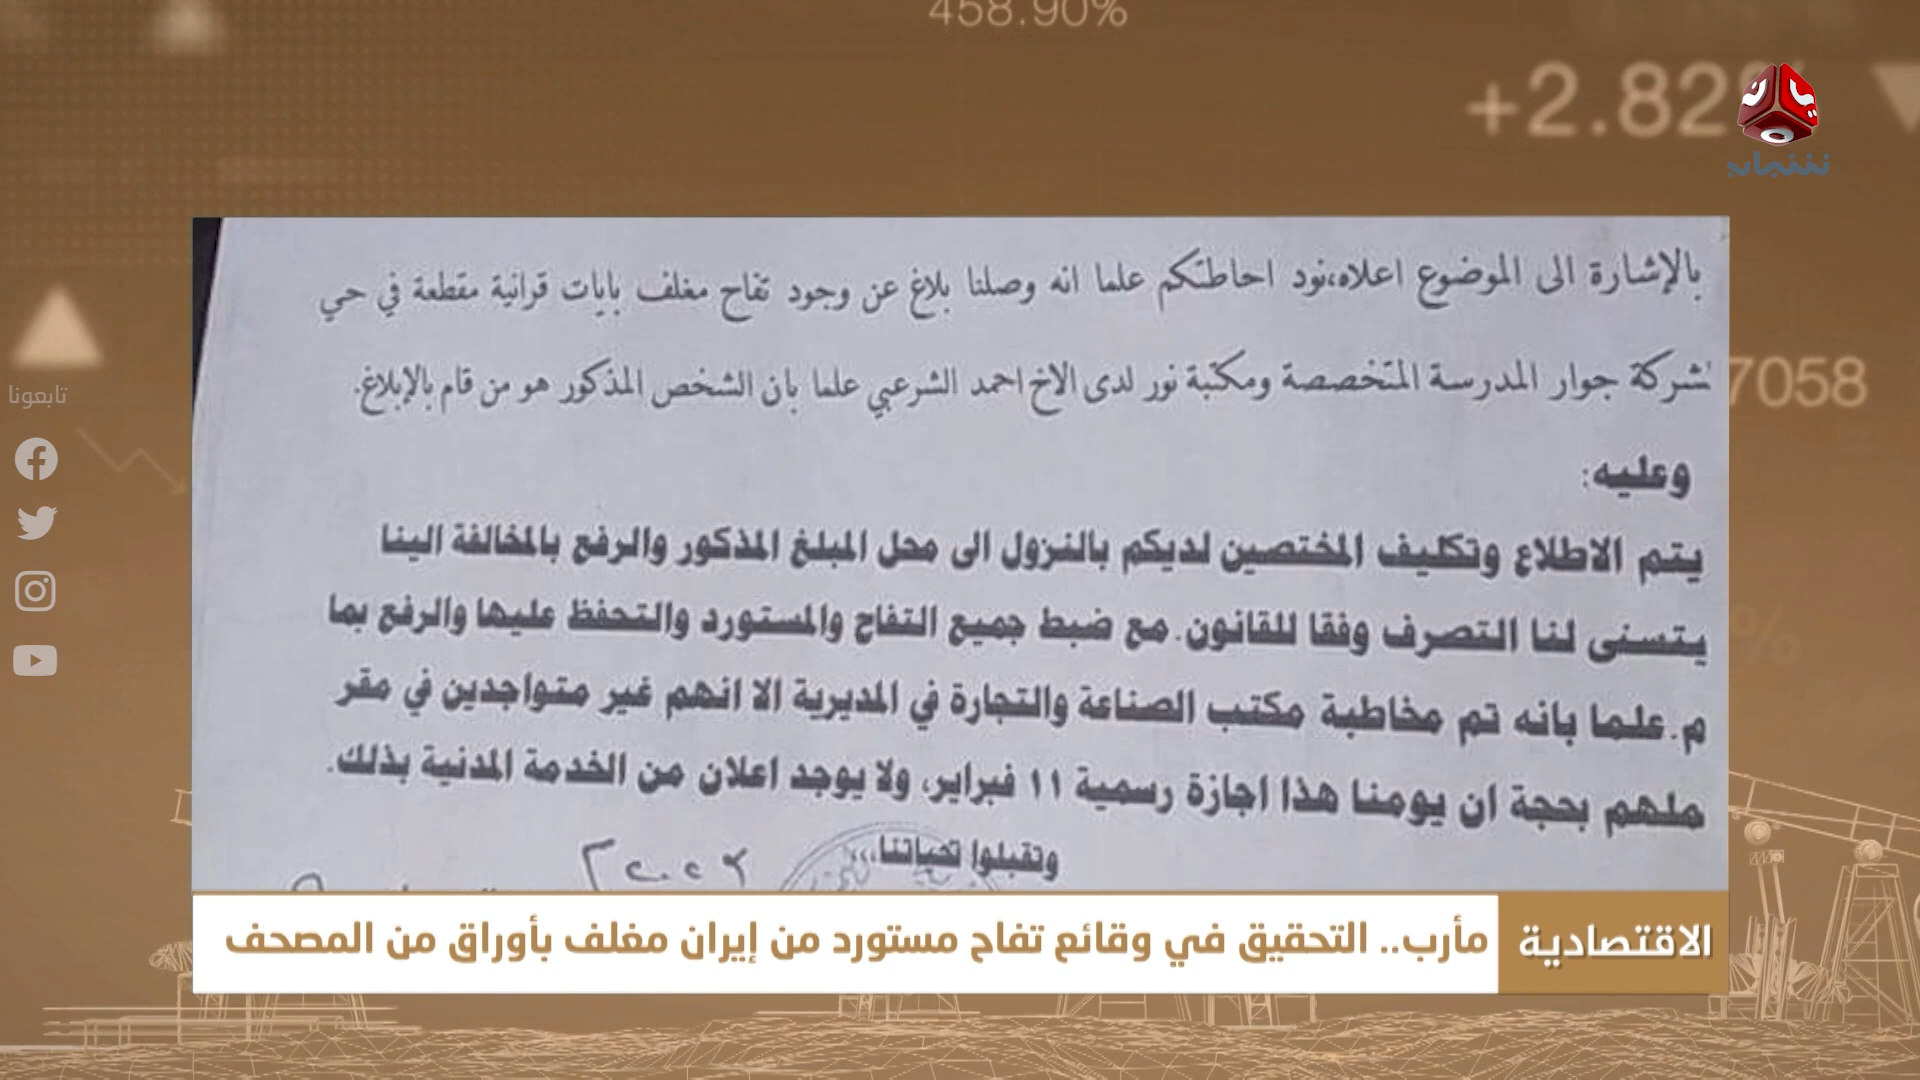 458.90%
+2.82%
يمن
شباب
بالإشارة الى الموضوع اعلاه،نود احاطتكم علما انه وصلنا بلاغ عن وجود تفاح مغلف بايات قرانية مقطعة في حي
شركة جوار المدرسة المتخصصة ومكتبة نور لدى الاخ احمد الشرعبي علما بان الشخص المذكور هو من قام بالإبلاغ.
7058
تابعونا
وعليه:
يتم الاطلاع وتكليف المختصين لديكم بالنزول الى محل المبلغ المذكور والرفع بالمخالفة الينا
يتسنى لنا التصرف وفقا للقانون. مع ضبط جميع التفاح والمستورد والتحفظ عليها والرفع بما
%
م. علما بانه تم مخاطبة مكتب الصناعة والتجارة في المديرية الا انهم غير متواجدين في مقر
ملهم بحجة ان يومنا هذا اجازة رسمية ١١ فبراير، ولا يوجد اعلان من الخدمة المدنية بذلك.
وتقبلوا تحياتنا،،،
الاقتصادية
مأرب.. التحقيق في وقائع تفاح مستورد من إيران مغلف بأوراق من المصحف